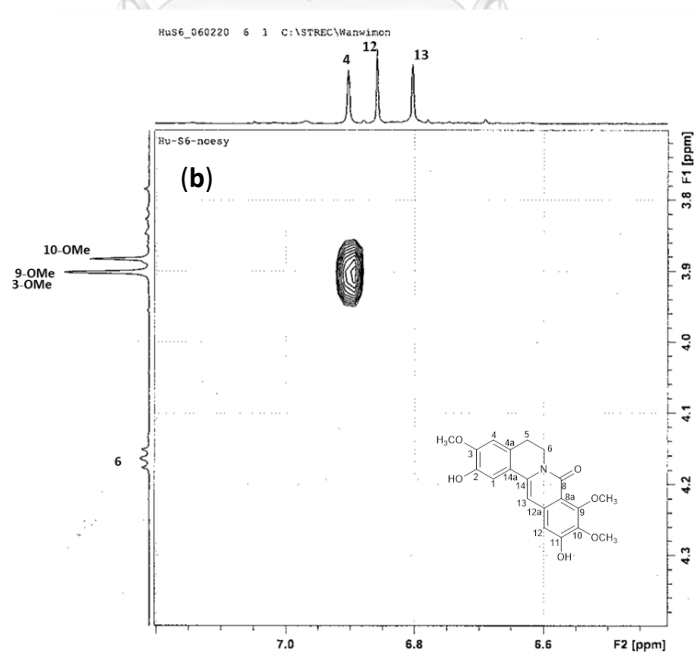 HuS6_060220 6 1 C:\STREC\Wanwimon
4 12 13
Hu-S6-noesy
(b)
10-OMe
9-OMe
3-OMe
6
F1 [ppm]
3.8
3.9
4.0
4.1
4.2
4.3
7.0 6.8 6.6 F2 [ppm]
H₃CO 3 4 4a 5 6
HO 2 1 14a 14 N 8 O
13 8a
12a 9 OCH₃
12 11 10 OCH₃
OH